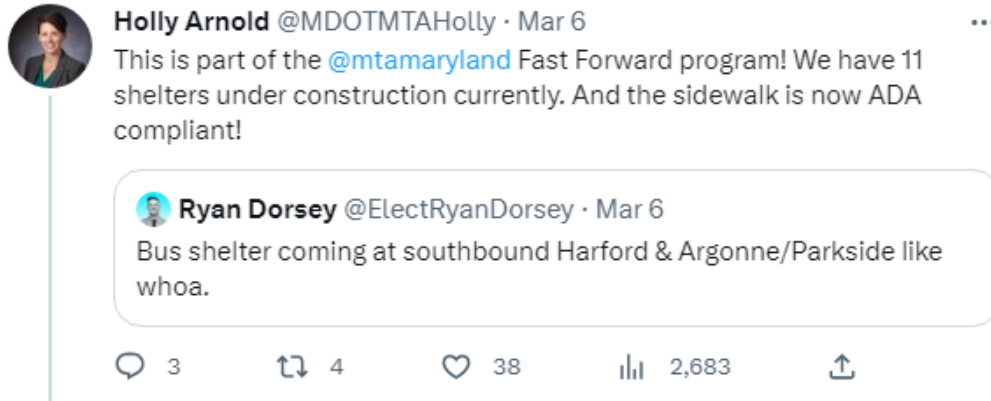 Holly Arnold @MDOTMTAHolly · Mar 6
This is part of the @mtamaryland Fast Forward program! We have 11
shelters under construction currently. And the sidewalk is now ADA
compliant!
Ryan Dorsey @ElectRyanDorsey · Mar 6
Bus shelter coming at southbound Harford & Argonne/Parkside like
whoa.
3 4 38 2,683